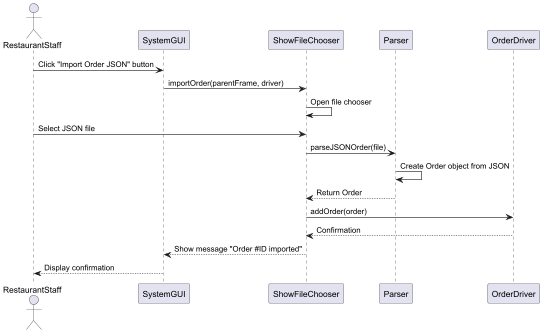 RestaurantStaff
SystemGUI
ShowFileChooser
Parser
OrderDriver
Click "Import Order JSON" button
importOrder(parentFrame, driver)
Open file chooser
Select JSON file
parseJSONOrder(file)
Create Order object from JSON
Return Order
addOrder(order)
Confirmation
Show message "Order #ID imported"
Display confirmation
RestaurantStaff
SystemGUI
ShowFileChooser
Parser
OrderDriver